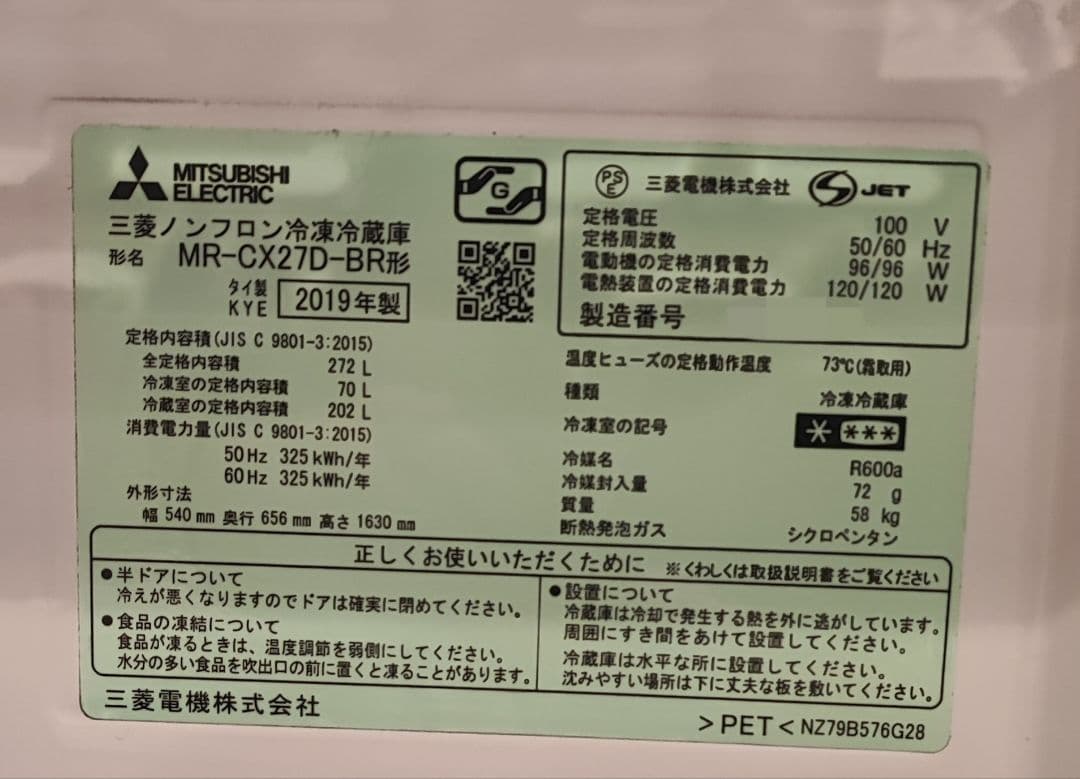 MITSUBISHI
ELECTRIC
三菱ノンフロン冷凍冷蔵庫
形名 MR-CX27D-BR形
タイ製
KYE 2019年製
定格内容積(JIS C 9801-3:2015)
全定格内容積 272 L
冷凍室の定格内容積 70 L
冷蔵室の定格内容積 202 L
消費電力量(JIS C 9801-3:2015)
50Hz 325kWh/年
60Hz 325kWh/年
外形寸法
幅 540mm 奥行 656mm 高さ 1630mm
G
PS
E 三菱電機株式会社 JET
定格電圧 100 V
定格周波数 50/60 Hz
電動機の定格消費電力 96/96 W
電熱装置の定格消費電力 120/120 W
製造番号
温度ヒューズの定格動作温度 73℃(霜取用)
種類 冷凍冷蔵庫
冷凍室の記号 * ***
冷媒名 R600a
冷媒封入量 72 g
質量 58 kg
断熱発泡ガス シクロペンタン
正しくお使いいただくために ※くわしくは取扱説明書をご覧ください
●半ドアについて
冷えが悪くなりますのでドアは確実に閉めてください。
●食品の凍結について
食品が凍るときは、温度調節を弱側にしてください。
水分の多い食品を吹出口の前に置くと凍ることがあります。
●設置について
冷蔵庫は冷却で発生する熱を外に逃がしています。
周囲にすき間をあけて設置してください。
冷蔵庫は水平な所に設置してください。
沈みやすい場所は下に丈夫な板を敷いてください。
三菱電機株式会社
>PET< NZ79B576G28